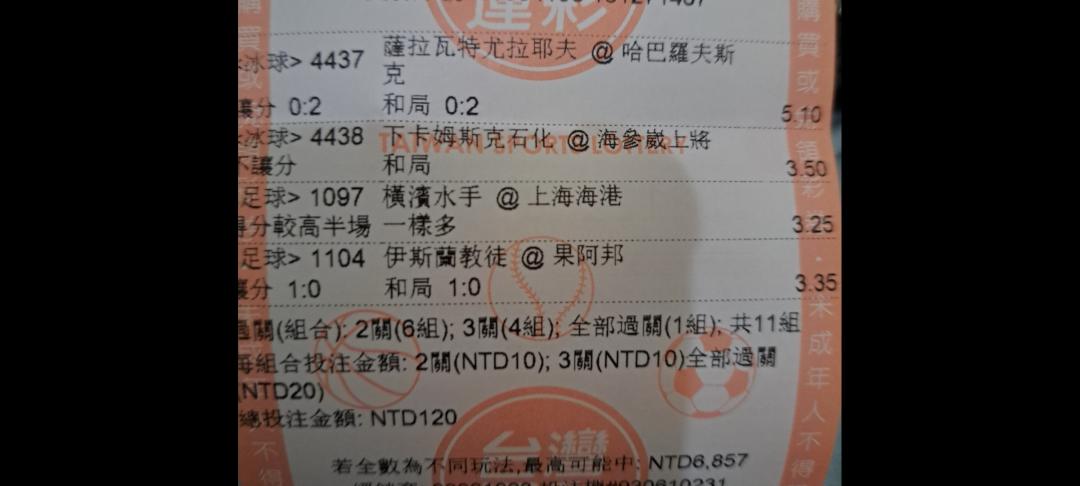 運彩
冰球> 4437 薩拉瓦特尤拉耶夫 @ 哈巴羅夫斯
克
讓分 0:2 和局 0:2 5.10
冰球> 4438 下卡姆斯克石化 @ 海參崴上將
TAIWAN SPORTS LOTTERY
不讓分 和局 3.50
足球> 1097 橫濱水手 @ 上海海港
得分較高半場 一樣多 3.25
足球> 1104 伊斯蘭教徒 @ 果阿邦
讓分 1:0 和局 1:0 3.35
過關(組合): 2關(6組); 3關(4組); 全部過關(1組); 共11組
每組合投注金額: 2關(NTD10); 3關(NTD10)全部過關
(NTD20)
總投注金額: NTD120
台灣
若全數為不同玩法,最高可能中: NTD6,857
購買或
領彩
未成年人不得
不得